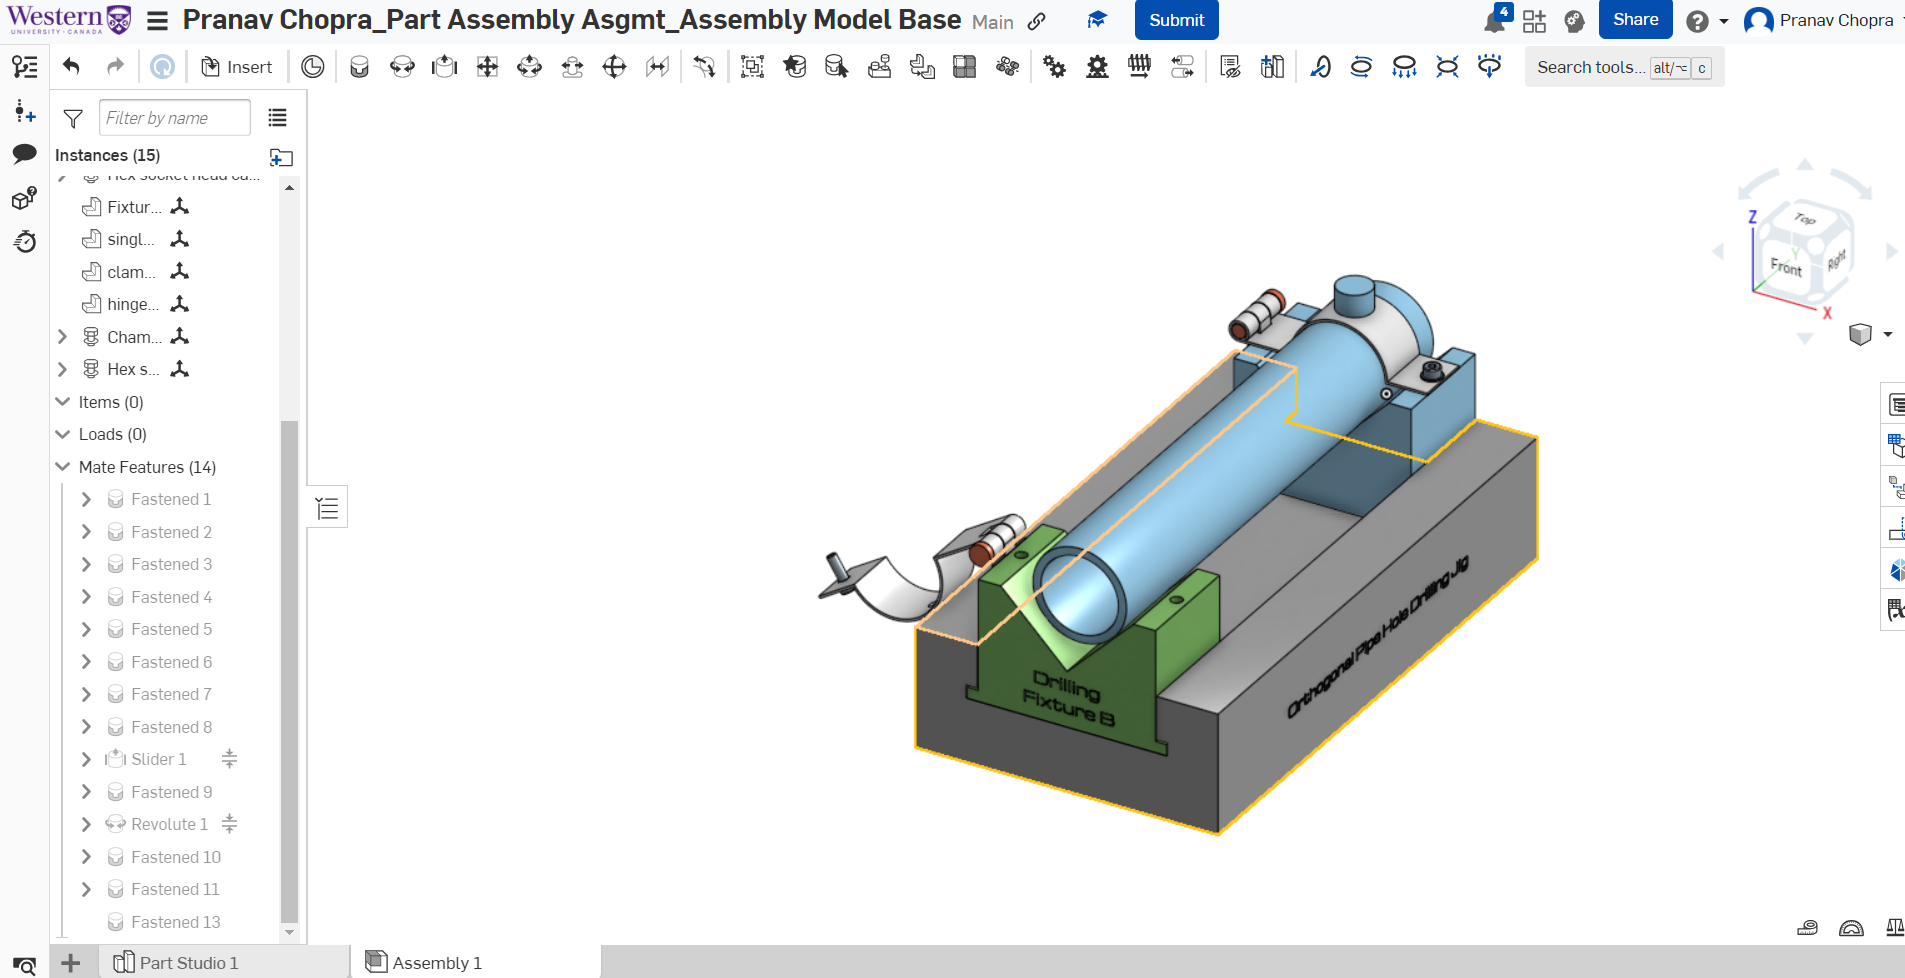 Western
UNIVERSITY · CANADA
Pranav Chopra_Part Assembly Asgmt_Assembly Model Base Main
Submit
4
Share
Pranav Chopra
Insert
Search tools... alt/⌥ c
Filter by name
Instances (15)
Hex socket head ca...
Fixtur...
singl...
clam...
hinge...
Cham...
Hex s...
Items (0)
Loads (0)
Mate Features (14)
Fastened 1
Fastened 2
Fastened 3
Fastened 4
Fastened 5
Fastened 6
Fastened 7
Fastened 8
Slider 1
Fastened 9
Revolute 1
Fastened 10
Fastened 11
Fastened 13
Z
Top
Y
Front
Right
X
Orthogonal Pipe Hole Drilling Jig
Drilling
Fixture B
Part Studio 1
Assembly 1